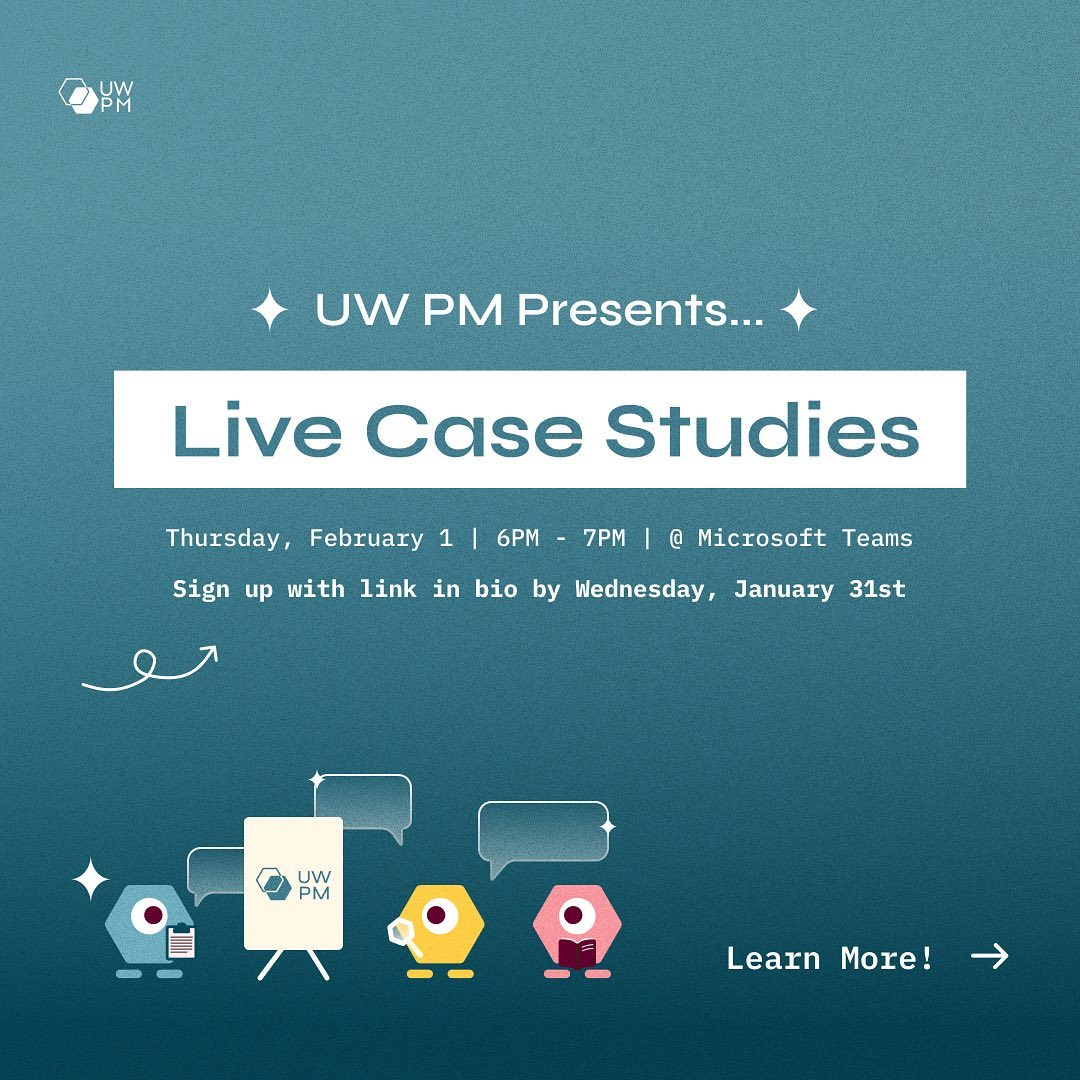 UW
PM
UW PM Presents...
Live Case Studies
Thursday, February 1 | 6PM - 7PM | @ Microsoft Teams
Sign up with link in bio by Wednesday, January 31st
UW
PM
Learn More!